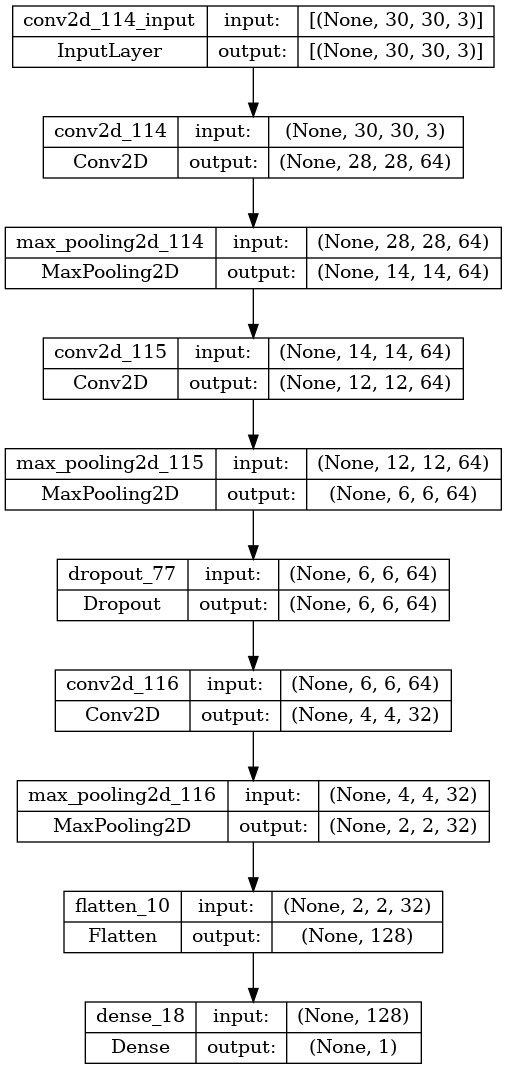 conv2d_114_input input: [(None, 30, 30, 3)]
InputLayer output: [(None, 30, 30, 3)]
conv2d_114 input: (None, 30, 30, 3)
Conv2D output: (None, 28, 28, 64)
max_pooling2d_114 input: (None, 28, 28, 64)
MaxPooling2D output: (None, 14, 14, 64)
conv2d_115 input: (None, 14, 14, 64)
Conv2D output: (None, 12, 12, 64)
max_pooling2d_115 input: (None, 12, 12, 64)
MaxPooling2D output: (None, 6, 6, 64)
dropout_77 input: (None, 6, 6, 64)
Dropout output: (None, 6, 6, 64)
conv2d_116 input: (None, 6, 6, 64)
Conv2D output: (None, 4, 4, 32)
max_pooling2d_116 input: (None, 4, 4, 32)
MaxPooling2D output: (None, 2, 2, 32)
flatten_10 input: (None, 2, 2, 32)
Flatten output: (None, 128)
dense_18 input: (None, 128)
Dense output: (None, 1)